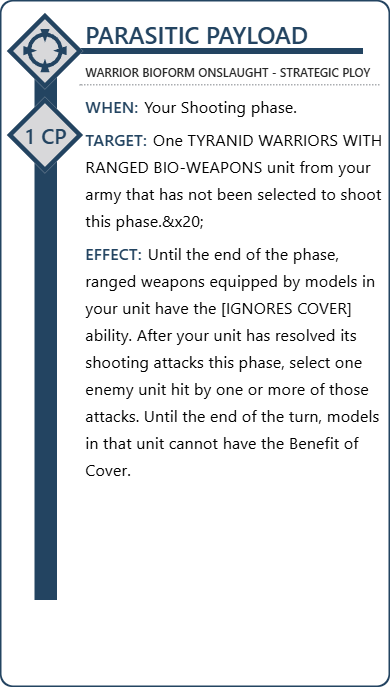 PARASITIC PAYLOAD
WARRIOR BIOFORM ONSLAUGHT - STRATEGIC PLOY
1 CP
WHEN: Your Shooting phase.
TARGET: One TYRANID WARRIORS WITH
RANGED BIO-WEAPONS unit from your
army that has not been selected to shoot
this phase.&x20;
EFFECT: Until the end of the phase,
ranged weapons equipped by models in
your unit have the [IGNORES COVER]
ability. After your unit has resolved its
shooting attacks this phase, select one
enemy unit hit by one or more of those
attacks. Until the end of the turn, models
in that unit cannot have the Benefit of
Cover.